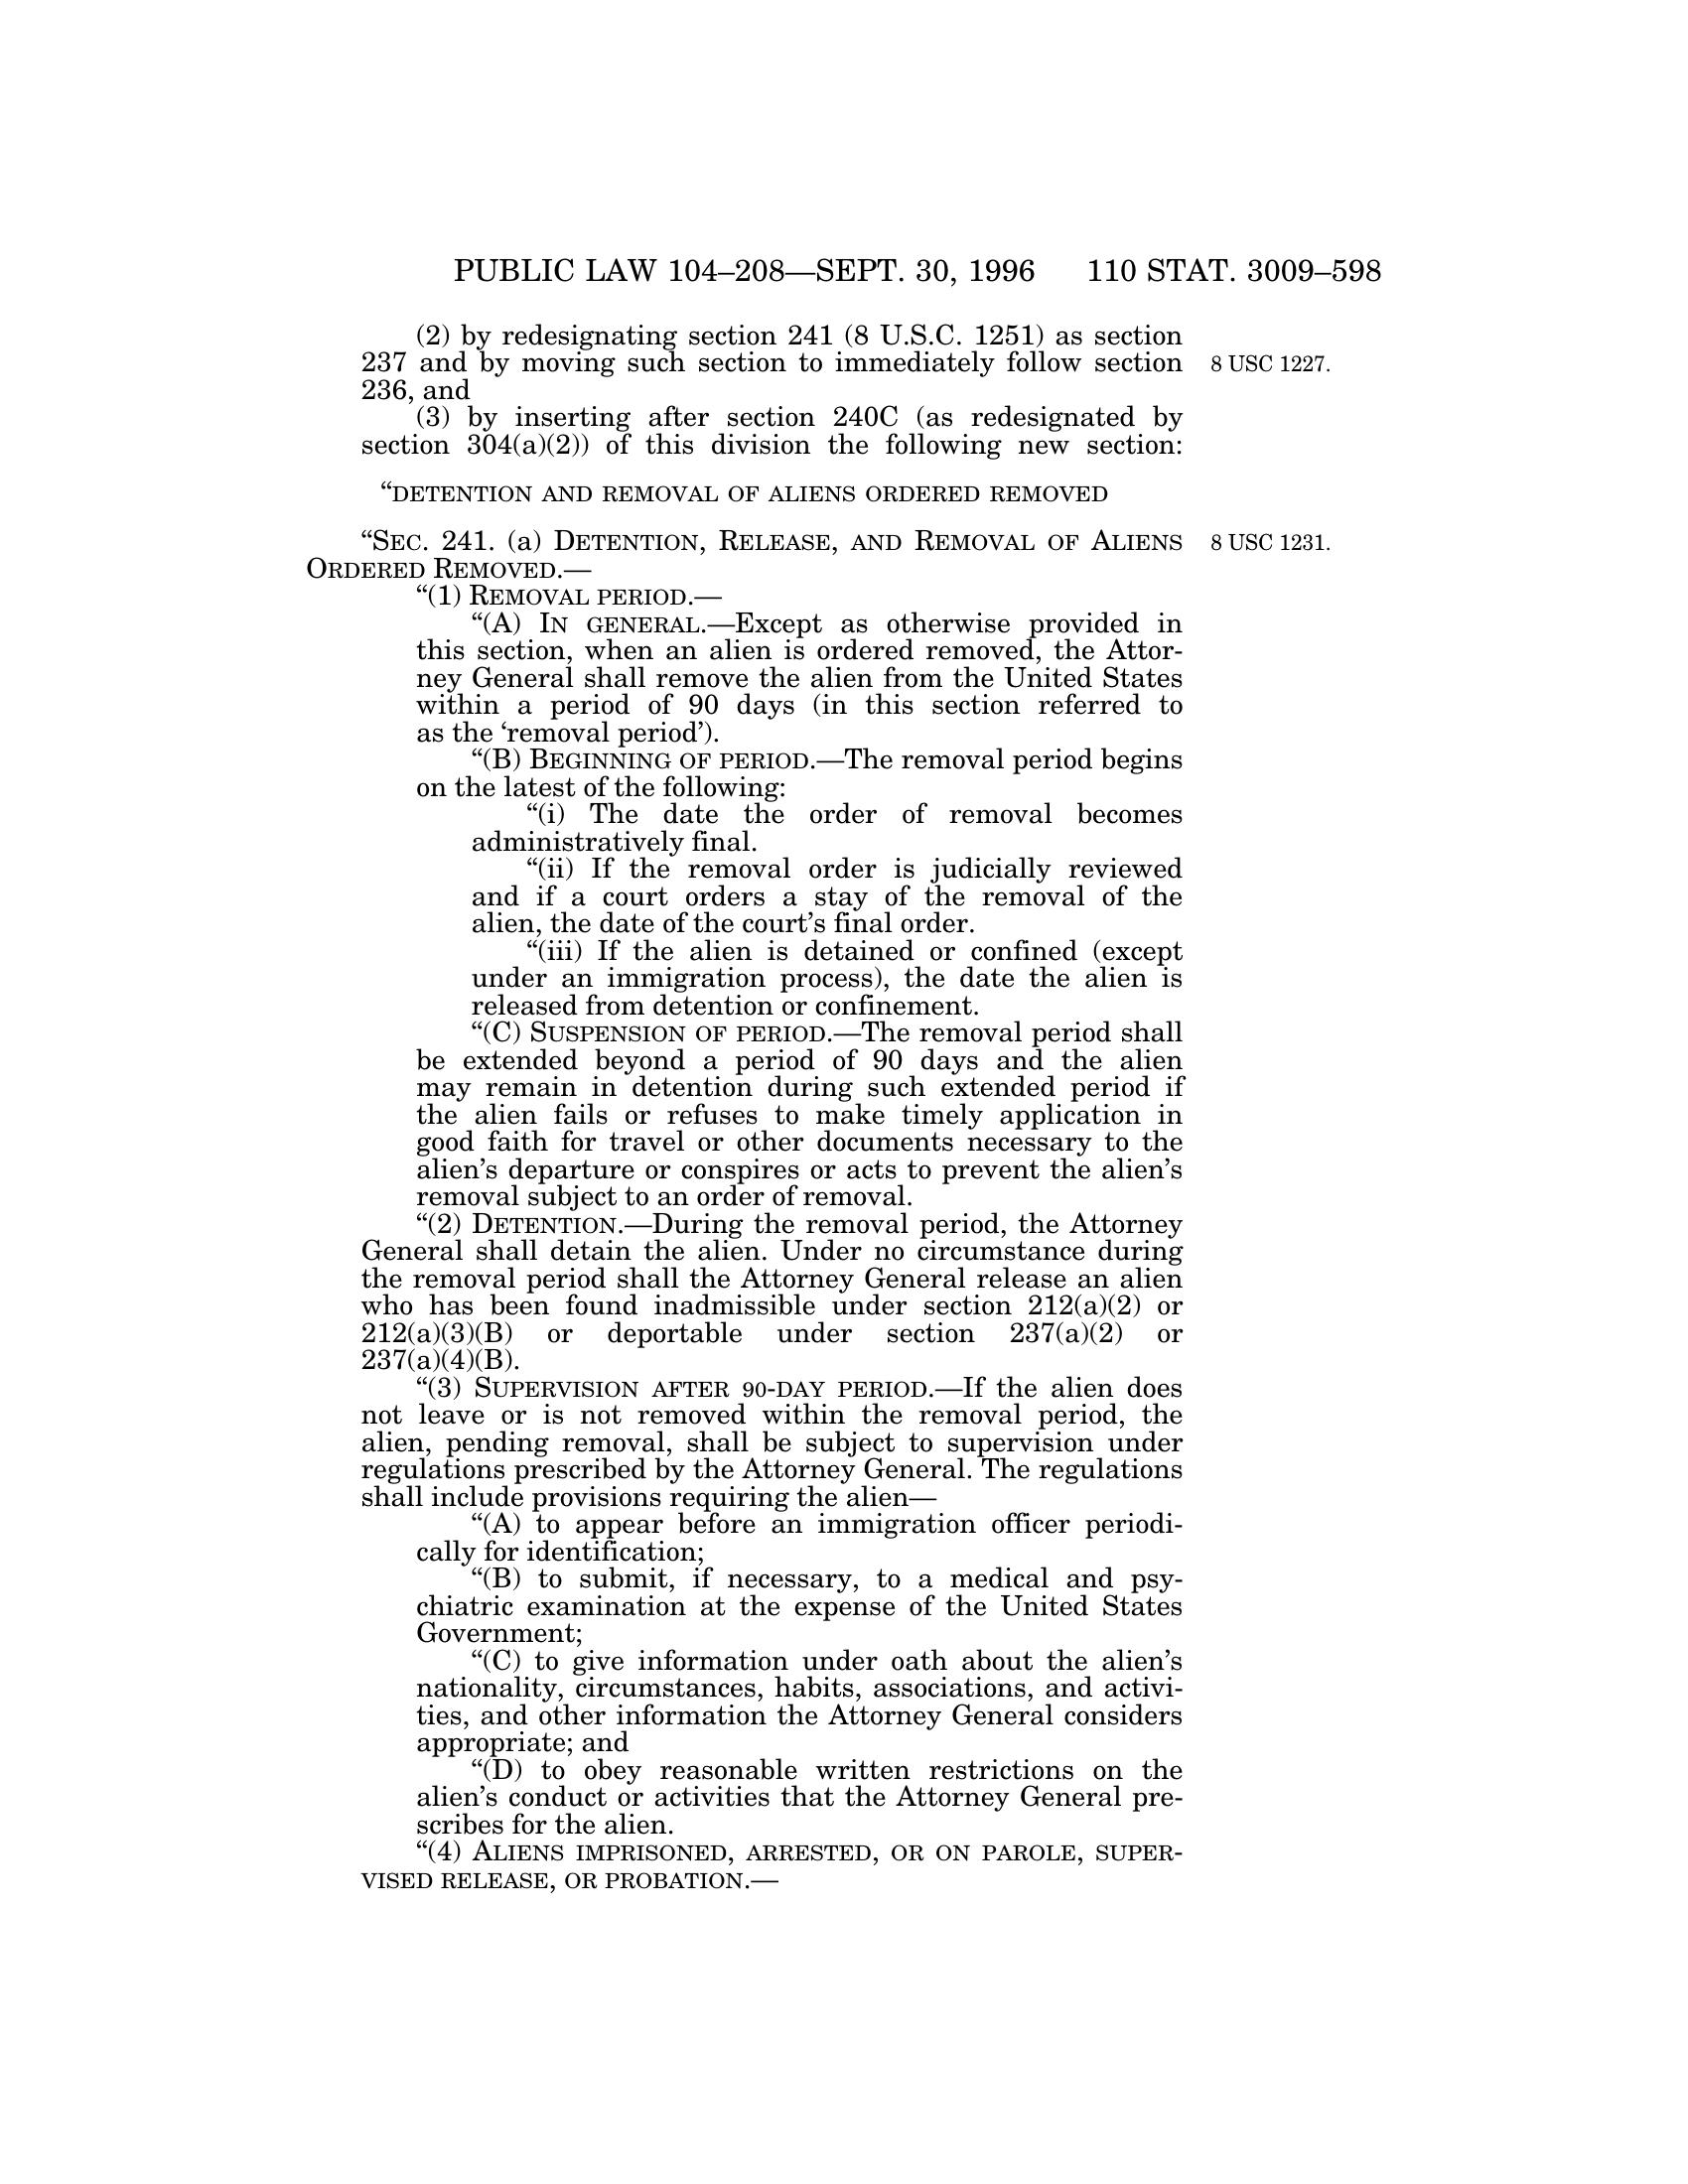 PUBLIC LAW 104–208—SEPT. 30, 1996 110 STAT. 3009–598
(2) by redesignating section 241 (8 U.S.C. 1251) as section
237 and by moving such section to immediately follow section
8 USC 1227.
236, and
(3) by inserting after section 240C (as redesignated by
section 304(a)(2)) of this division the following new section:
“DETENTION AND REMOVAL OF ALIENS ORDERED REMOVED
“SEC. 241. (a) DETENTION, RELEASE, AND REMOVAL OF ALIENS
8 USC 1231.
ORDERED REMOVED.—
“(1) REMOVAL PERIOD.—
“(A) IN GENERAL.—Except as otherwise provided in
this section, when an alien is ordered removed, the Attor-
ney General shall remove the alien from the United States
within a period of 90 days (in this section referred to
as the ‘removal period’).
“(B) BEGINNING OF PERIOD.—The removal period begins
on the latest of the following:
“(i) The date the order of removal becomes
administratively final.
“(ii) If the removal order is judicially reviewed
and if a court orders a stay of the removal of the
alien, the date of the court’s final order.
“(iii) If the alien is detained or confined (except
under an immigration process), the date the alien is
released from detention or confinement.
“(C) SUSPENSION OF PERIOD.—The removal period shall
be extended beyond a period of 90 days and the alien
may remain in detention during such extended period if
the alien fails or refuses to make timely application in
good faith for travel or other documents necessary to the
alien’s departure or conspires or acts to prevent the alien’s
removal subject to an order of removal.
“(2) DETENTION.—During the removal period, the Attorney
General shall detain the alien. Under no circumstance during
the removal period shall the Attorney General release an alien
who has been found inadmissible under section 212(a)(2) or
212(a)(3)(B) or deportable under section 237(a)(2) or
237(a)(4)(B).
“(3) SUPERVISION AFTER 90-DAY PERIOD.—If the alien does
not leave or is not removed within the removal period, the
alien, pending removal, shall be subject to supervision under
regulations prescribed by the Attorney General. The regulations
shall include provisions requiring the alien—
“(A) to appear before an immigration officer periodi-
cally for identification;
“(B) to submit, if necessary, to a medical and psy-
chiatric examination at the expense of the United States
Government;
“(C) to give information under oath about the alien’s
nationality, circumstances, habits, associations, and activi-
ties, and other information the Attorney General considers
appropriate; and
“(D) to obey reasonable written restrictions on the
alien’s conduct or activities that the Attorney General pre-
scribes for the alien.
“(4) ALIENS IMPRISONED, ARRESTED, OR ON PAROLE, SUPER-
VISED RELEASE, OR PROBATION.—